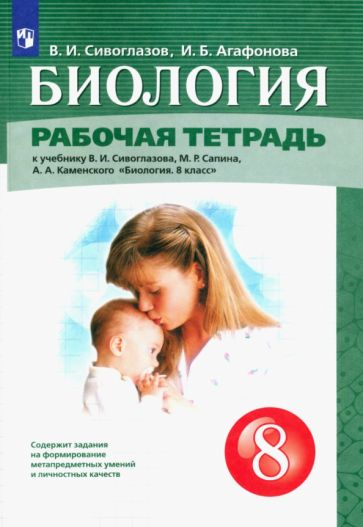 В. И. Сивоглазов, И. Б. Агафонова
БИОЛОГИЯ
РАБОЧАЯ ТЕТРАДЬ
к учебнику В. И. Сивоглазова, М. Р. Сапина,
А. А. Каменского «Биология. 8 класс»
Содержит задания
на формирование
метапредметных умений
и личностных качеств
8